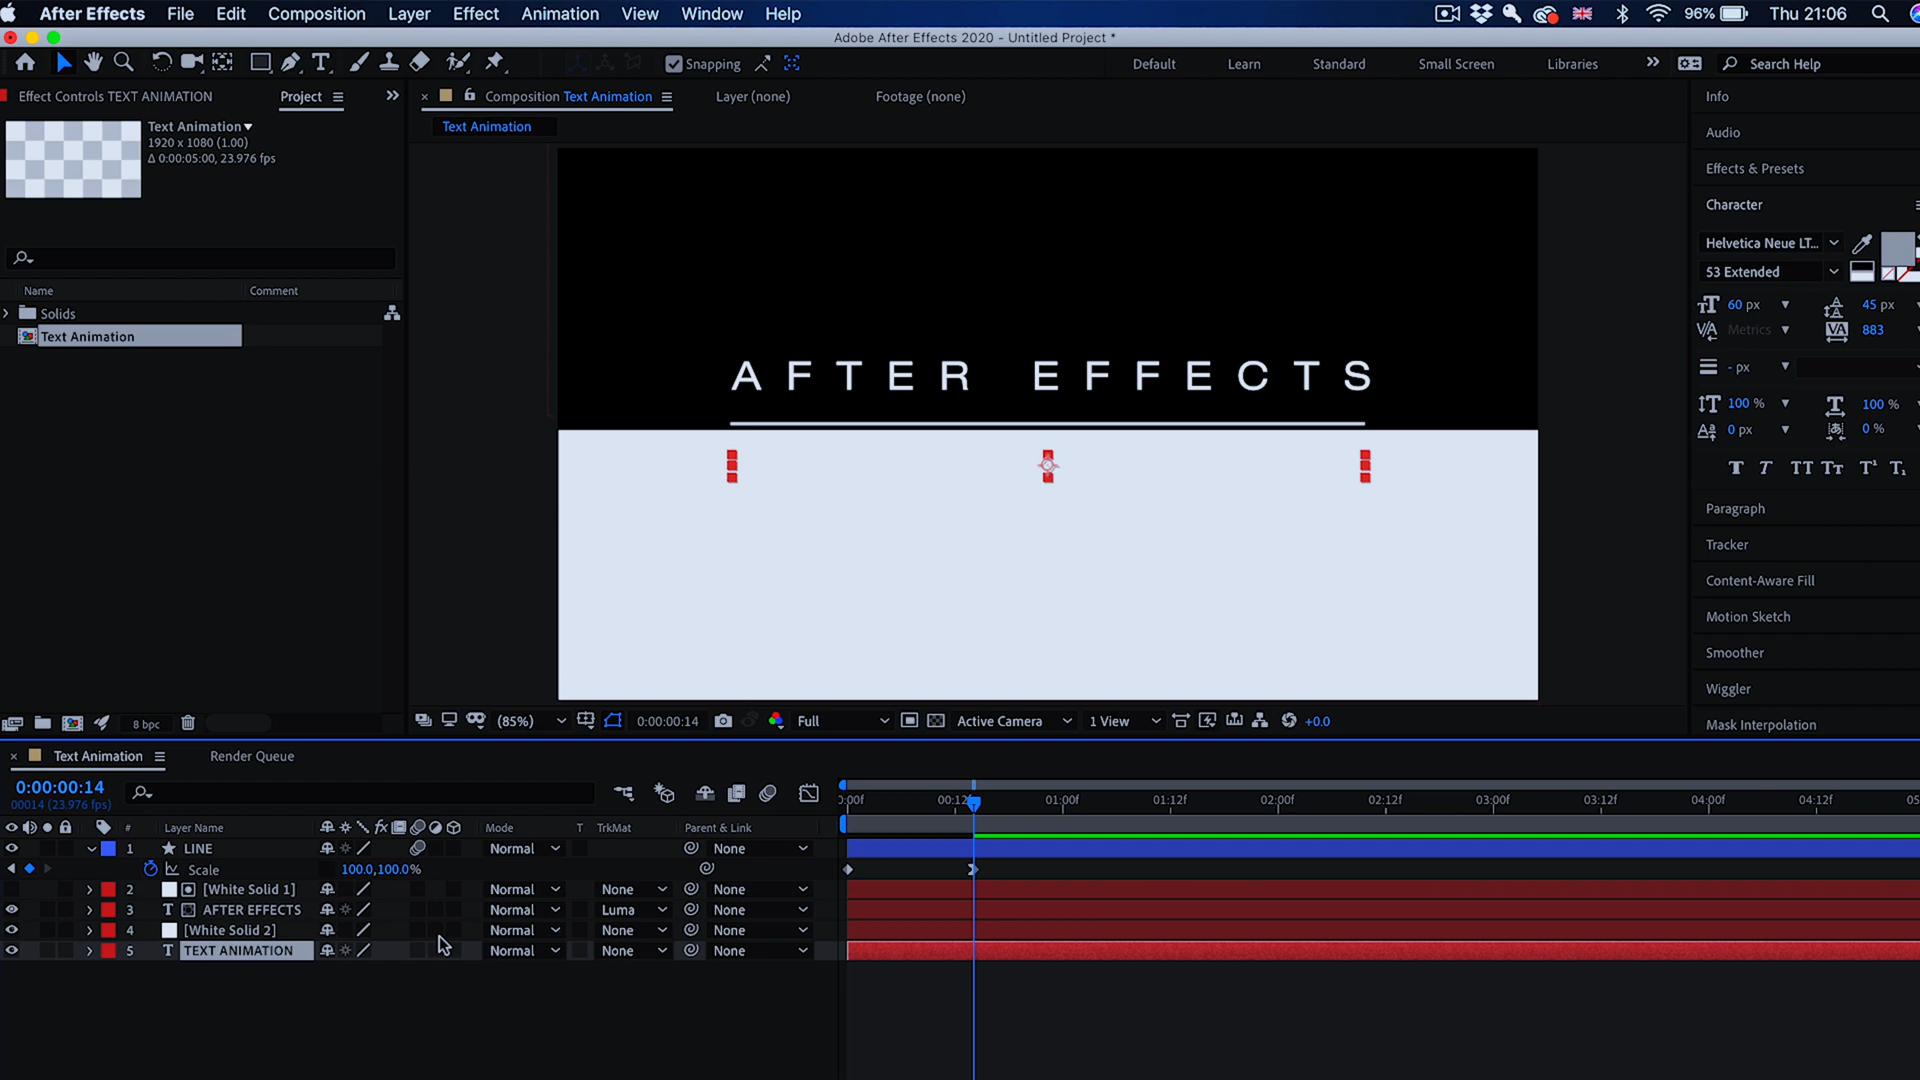 After Effects File Edit Composition Layer Effect Animation View Window Help 96% Thu 21:06
Adobe After Effects 2020 - Untitled Project *
Snapping Default Learn Standard Small Screen Libraries Search Help
Effect Controls TEXT ANIMATION Project
Composition Text Animation Layer (none) Footage (none)
Text Animation
Text Animation
1920 x 1080 (1.00)
Δ 0:00:05:00, 23.976 fps
Name Comment
Solids
Text Animation
8 bpc
AFTER EFFECTS
(85%) 0:00:00:14 Full Active Camera 1 View +0.0
Info
Audio
Effects & Presets
Character
Helvetica Neue LT...
53 Extended
60 px 45 px
Metrics 883
- px
100 % 100 %
0 px 0 %
T T TT Tт T¹ T₁
Paragraph
Tracker
Content-Aware Fill
Motion Sketch
Smoother
Wiggler
Mask Interpolation
Text Animation Render Queue
0:00:00:14
00014 (23.976 fps)
# Layer Name fx Mode T TrkMat Parent & Link
1 LINE Normal None
Scale 100.0,100.0%
2 [White Solid 1] Normal None None
3 T AFTER EFFECTS Normal Luma None
4 [White Solid 2] Normal None None
5 T TEXT ANIMATION Normal None None
0:00f 00:12f 01:00f 01:12f 02:00f 02:12f 03:00f 03:12f 04:00f 04:12f 05